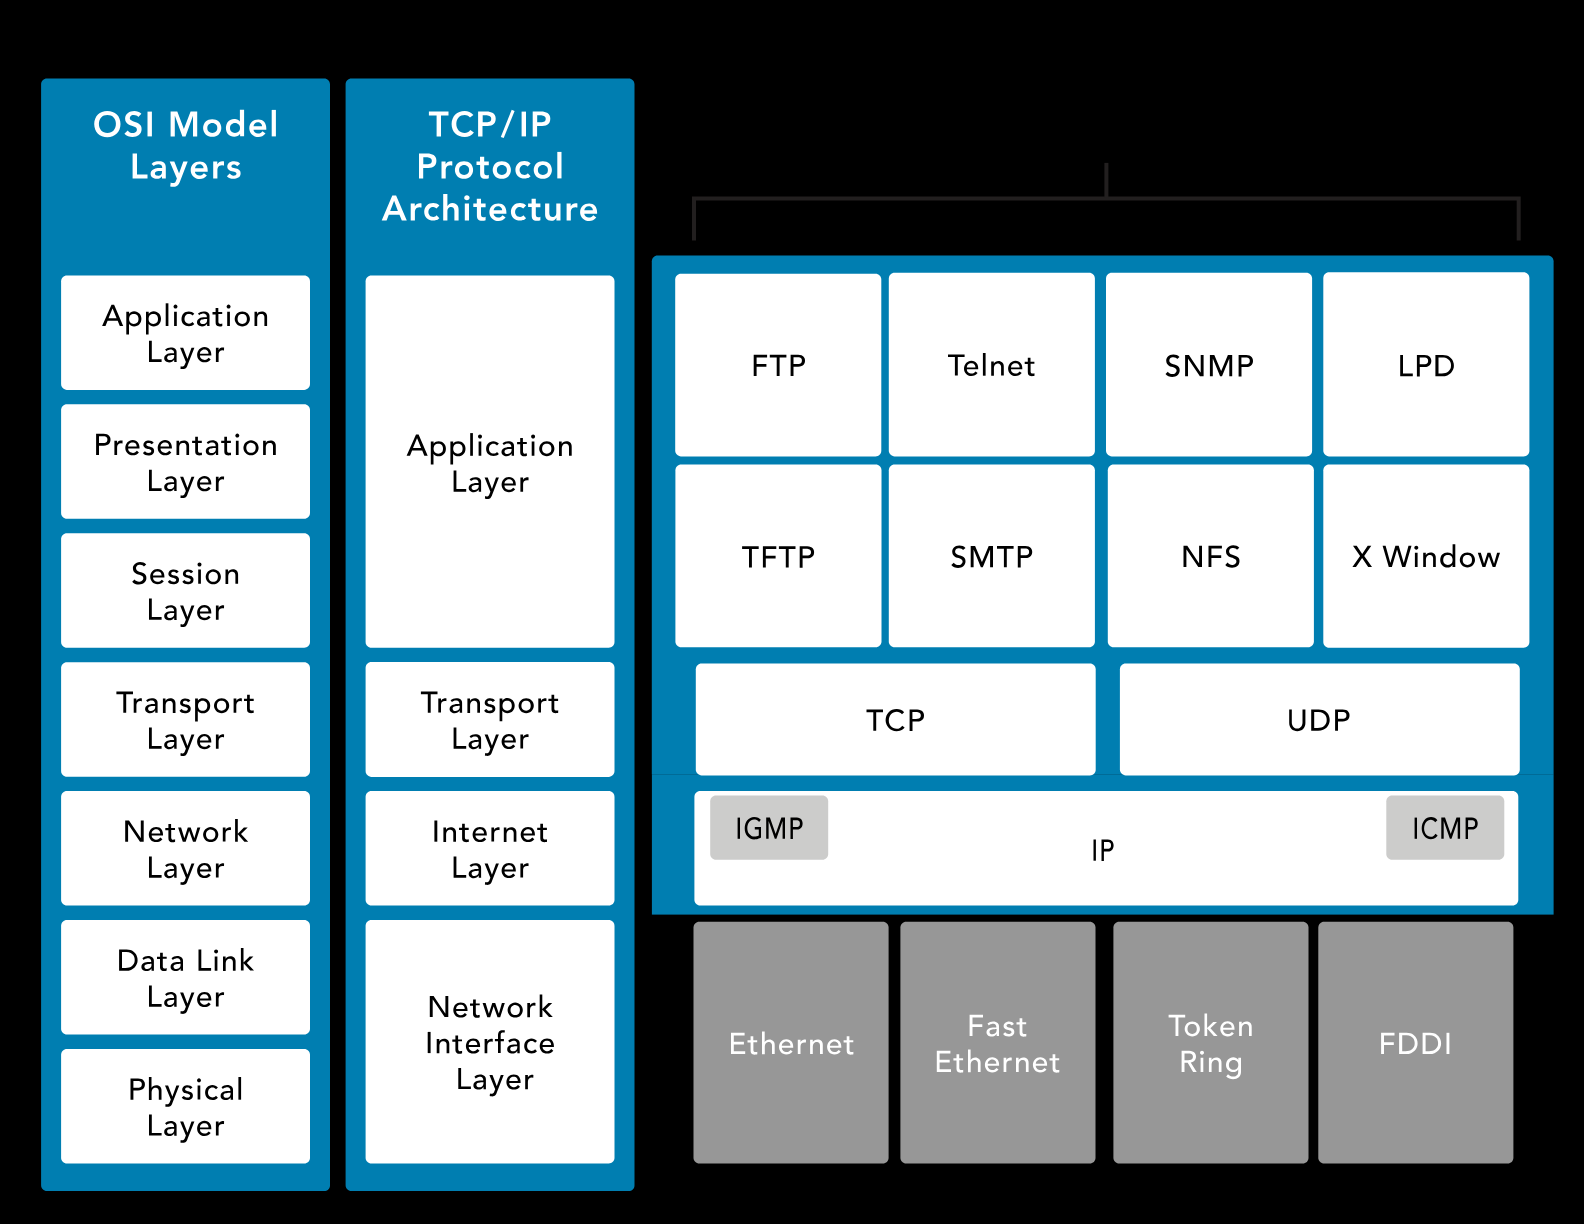 OSI Model
Layers
TCP/IP
Protocol
Architecture
Application
Layer
Presentation
Layer
Session
Layer
Transport
Layer
Network
Layer
Data Link
Layer
Physical
Layer
Application
Layer
Transport
Layer
Internet
Layer
Network
Interface
Layer
FTP
Telnet
SNMP
LPD
TFTP
SMTP
NFS
X Window
TCP
UDP
IGMP
IP
ICMP
Ethernet
Fast
Ethernet
Token
Ring
FDDI